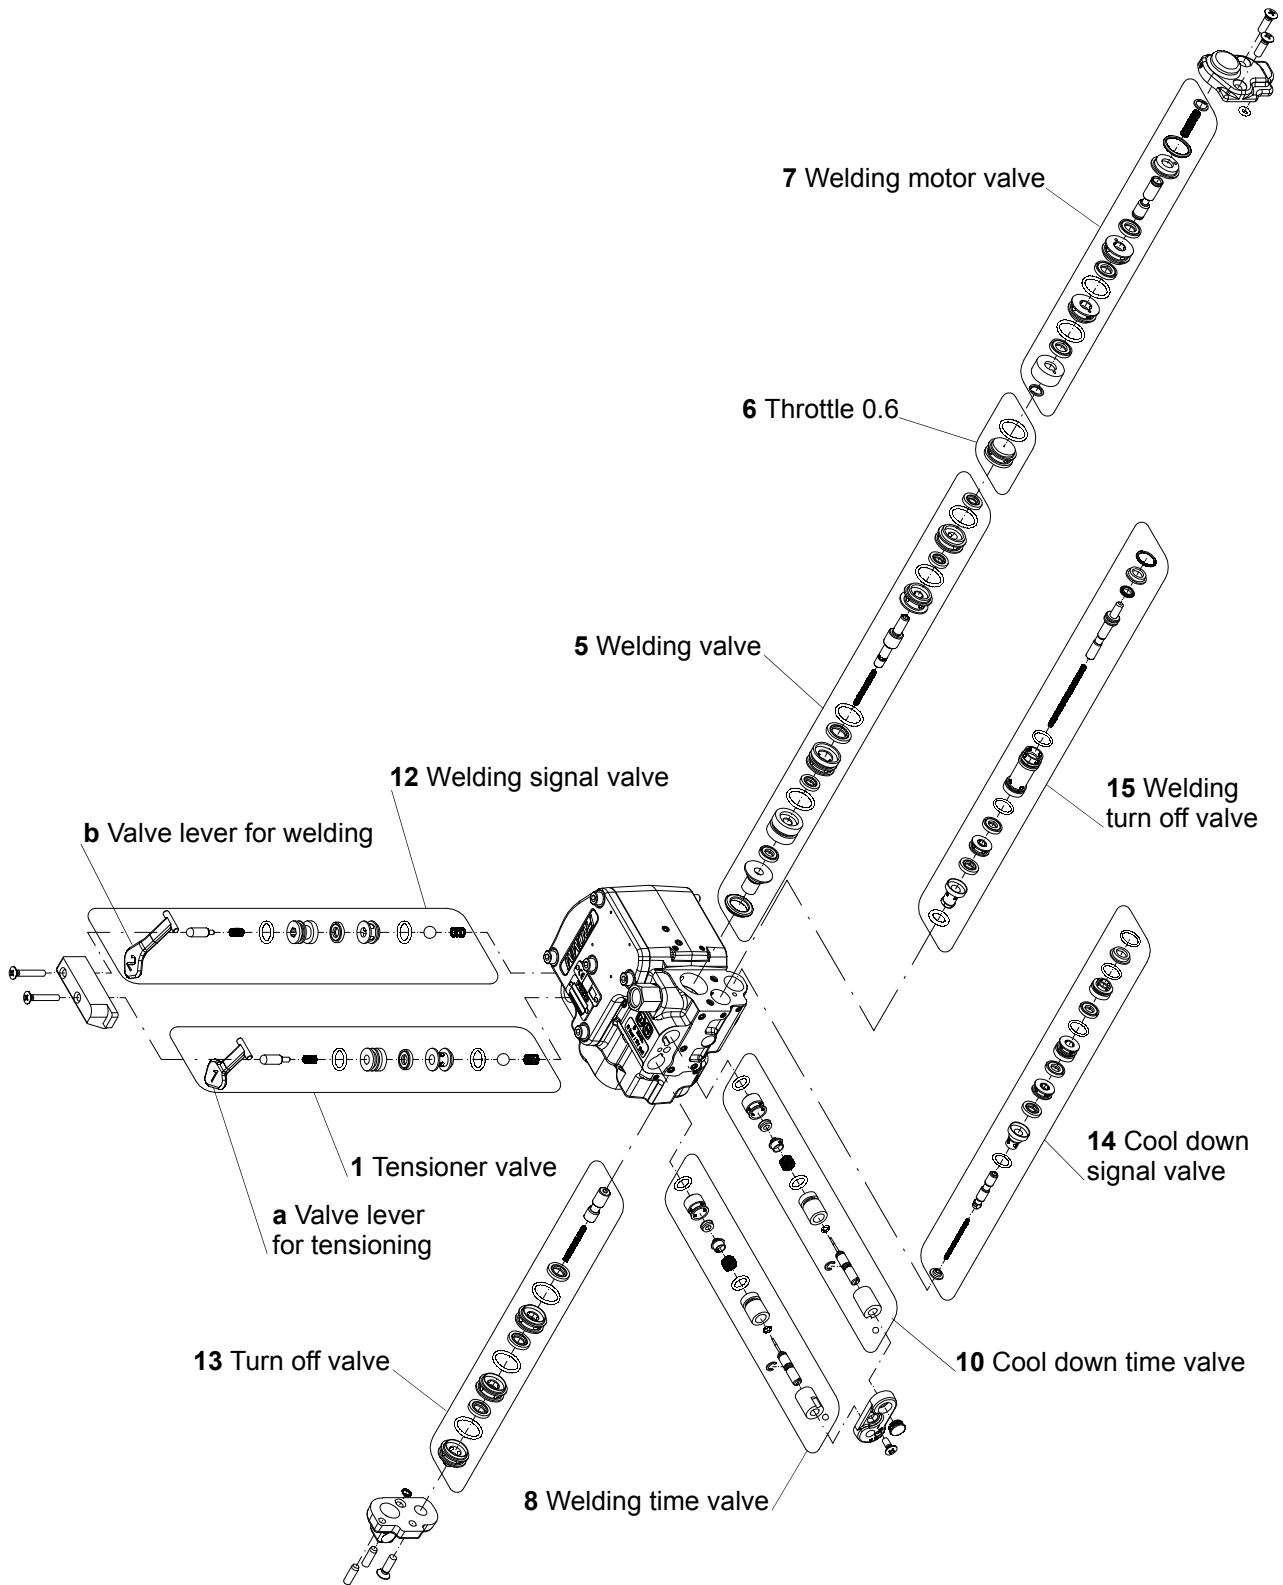 7 Welding motor valve
6 Throttle 0.6
5 Welding valve
12 Welding signal valve
15 Welding
turn off valve
b Valve lever for welding
2
1
1 Tensioner valve
14 Cool down
signal valve
a Valve lever
for tensioning
13 Turn off valve
10 Cool down time valve
8 Welding time valve